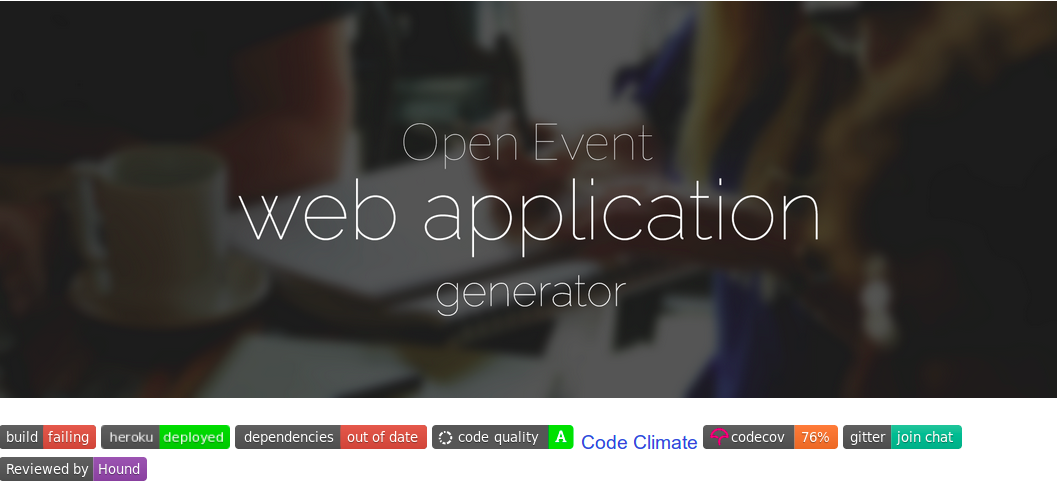 Open Event
web application
generator
build failing heroku deployed dependencies out of date code quality A Code Climate codecov 76% gitter join chat
Reviewed by Hound